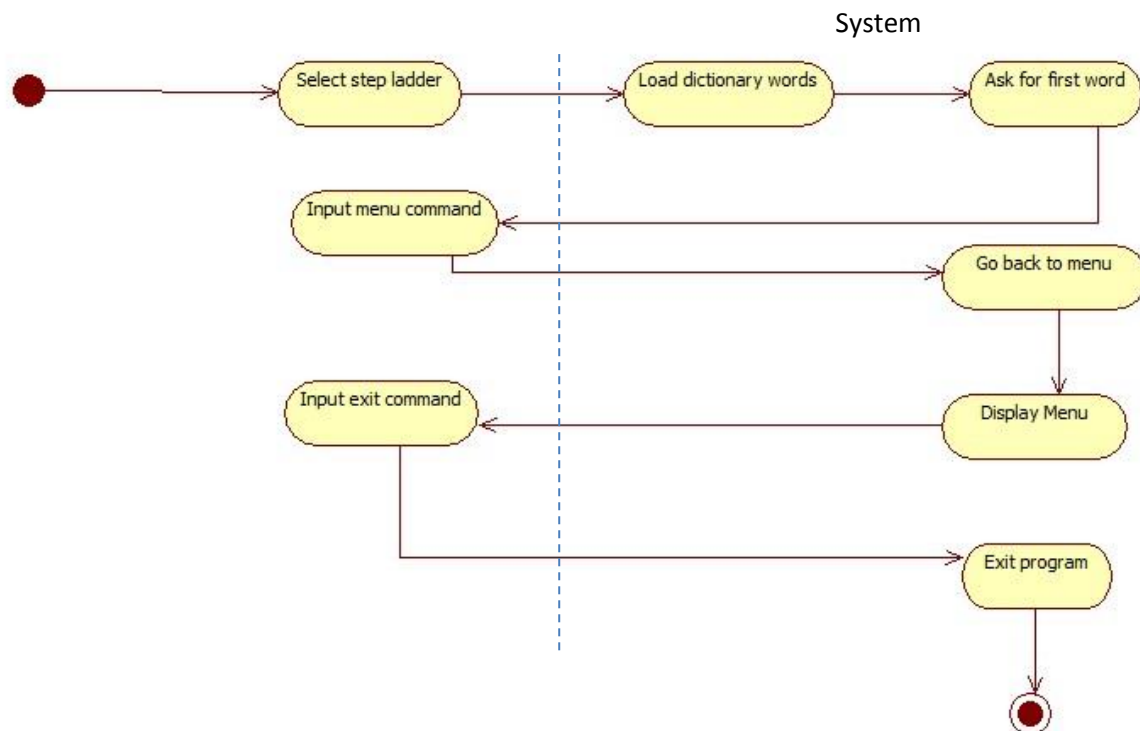 System
Select step ladder
Load dictionary words
Ask for first word
Input menu command
Go back to menu
Input exit command
Display Menu
Exit program